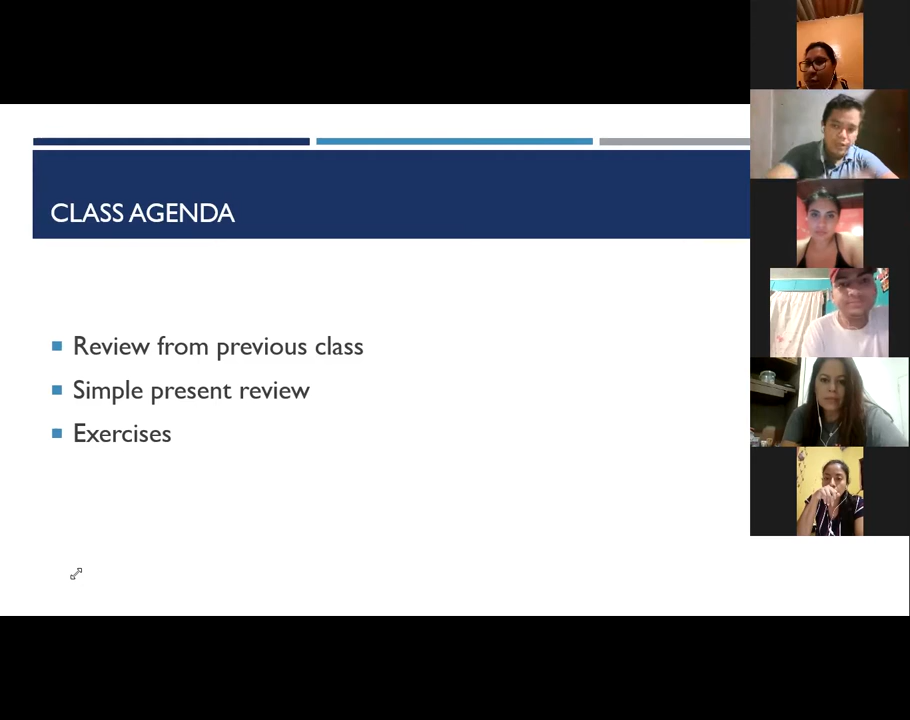 CLASS AGENDA
Review from previous class
Simple present review
Exercises